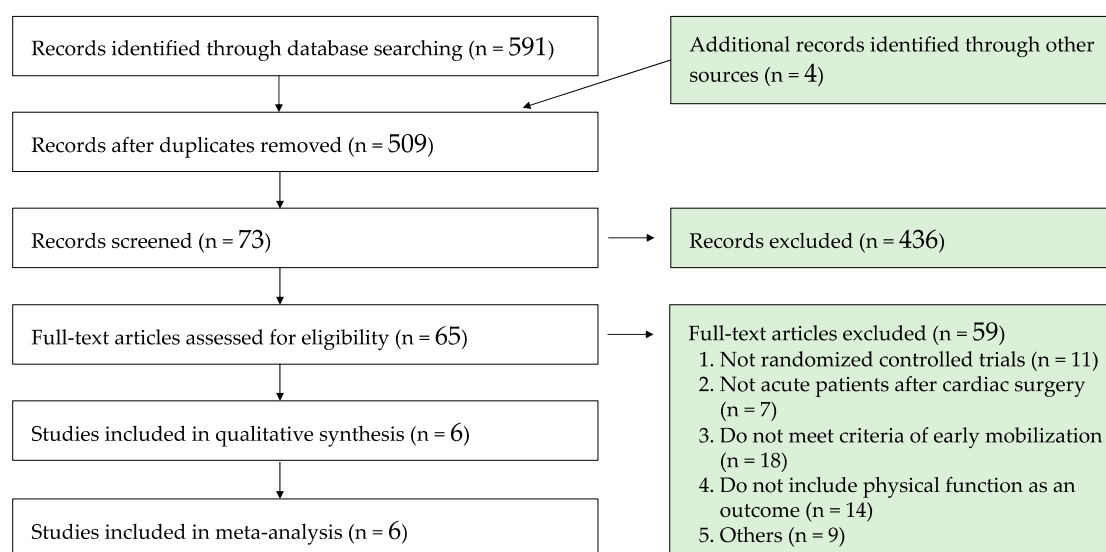 Records identified through database searching (n = 591)
Additional records identified through other
sources (n = 4)
Records after duplicates removed (n = 509)
Records screened (n = 73)
Records excluded (n = 436)
Full-text articles assessed for eligibility (n = 65)
Full-text articles excluded (n = 59)
1. Not randomized controlled trials (n = 11)
2. Not acute patients after cardiac surgery
(n = 7)
3. Do not meet criteria of early mobilization
(n = 18)
4. Do not include physical function as an
outcome (n = 14)
5. Others (n = 9)
Studies included in qualitative synthesis (n = 6)
Studies included in meta-analysis (n = 6)